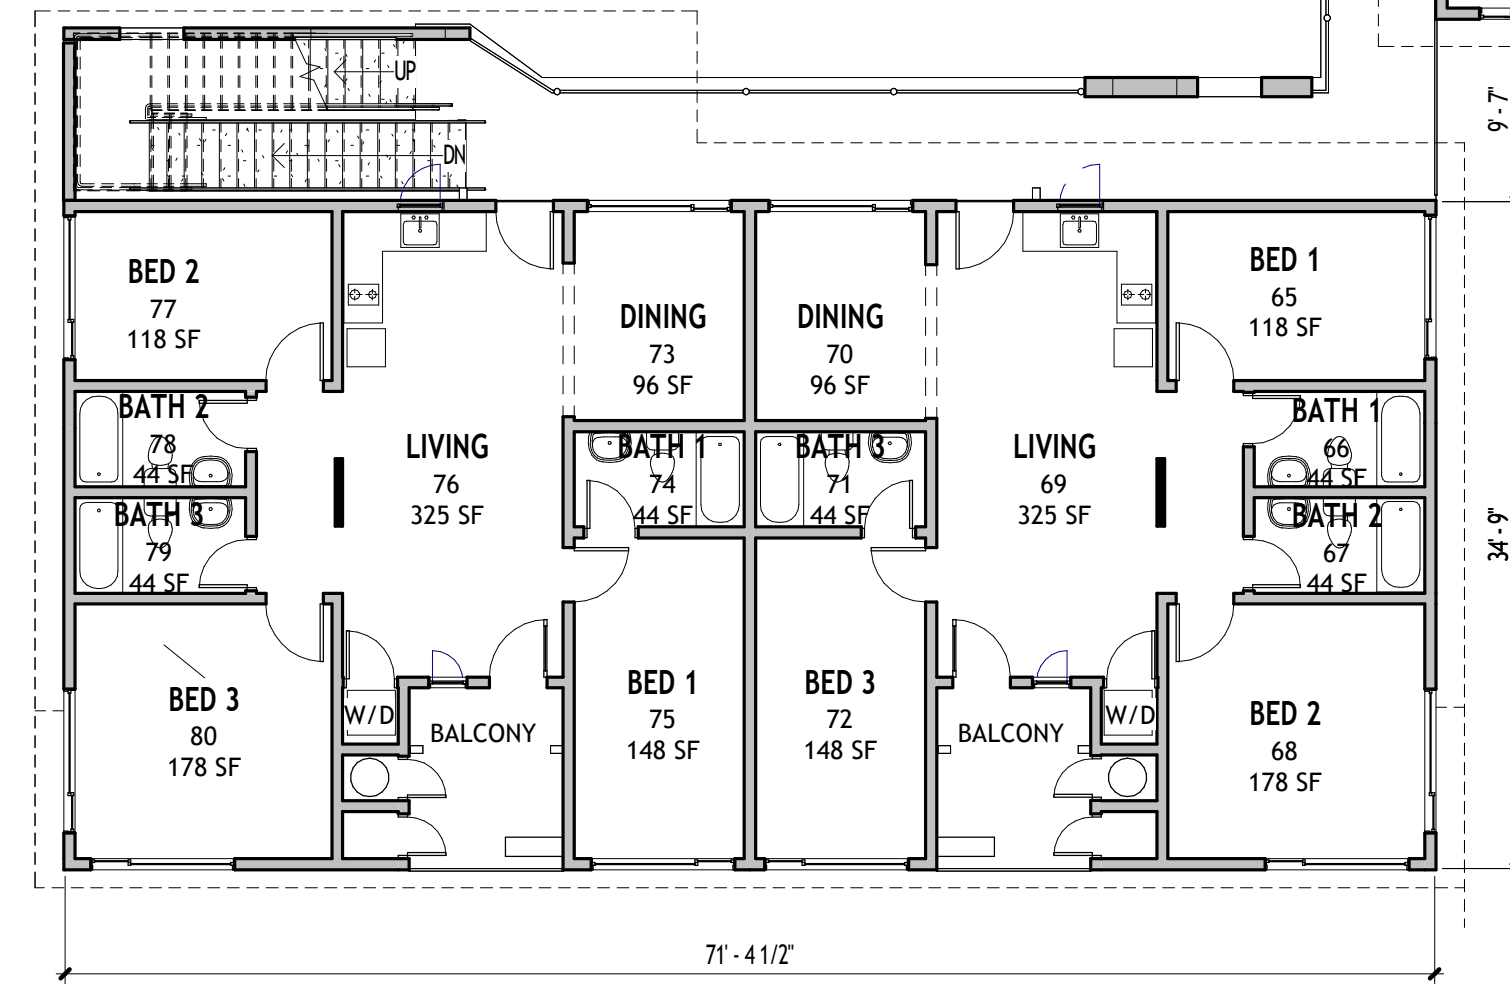 UP
DN
9' - 7"
BED 2
77
118 SF
DINING
73
96 SF
DINING
70
96 SF
BED 1
65
118 SF
BATH 2
78
44 SF
LIVING
76
325 SF
BATH 1
74
44 SF
BATH 3
71
44 SF
LIVING
69
325 SF
BATH 1
66
44 SF
BATH 3
79
44 SF
BATH 2
67
44 SF
34' - 9"
BED 3
80
178 SF
W/D
BALCONY
BED 1
75
148 SF
BED 3
72
148 SF
BALCONY
W/D
BED 2
68
178 SF
71' - 4 1/2"